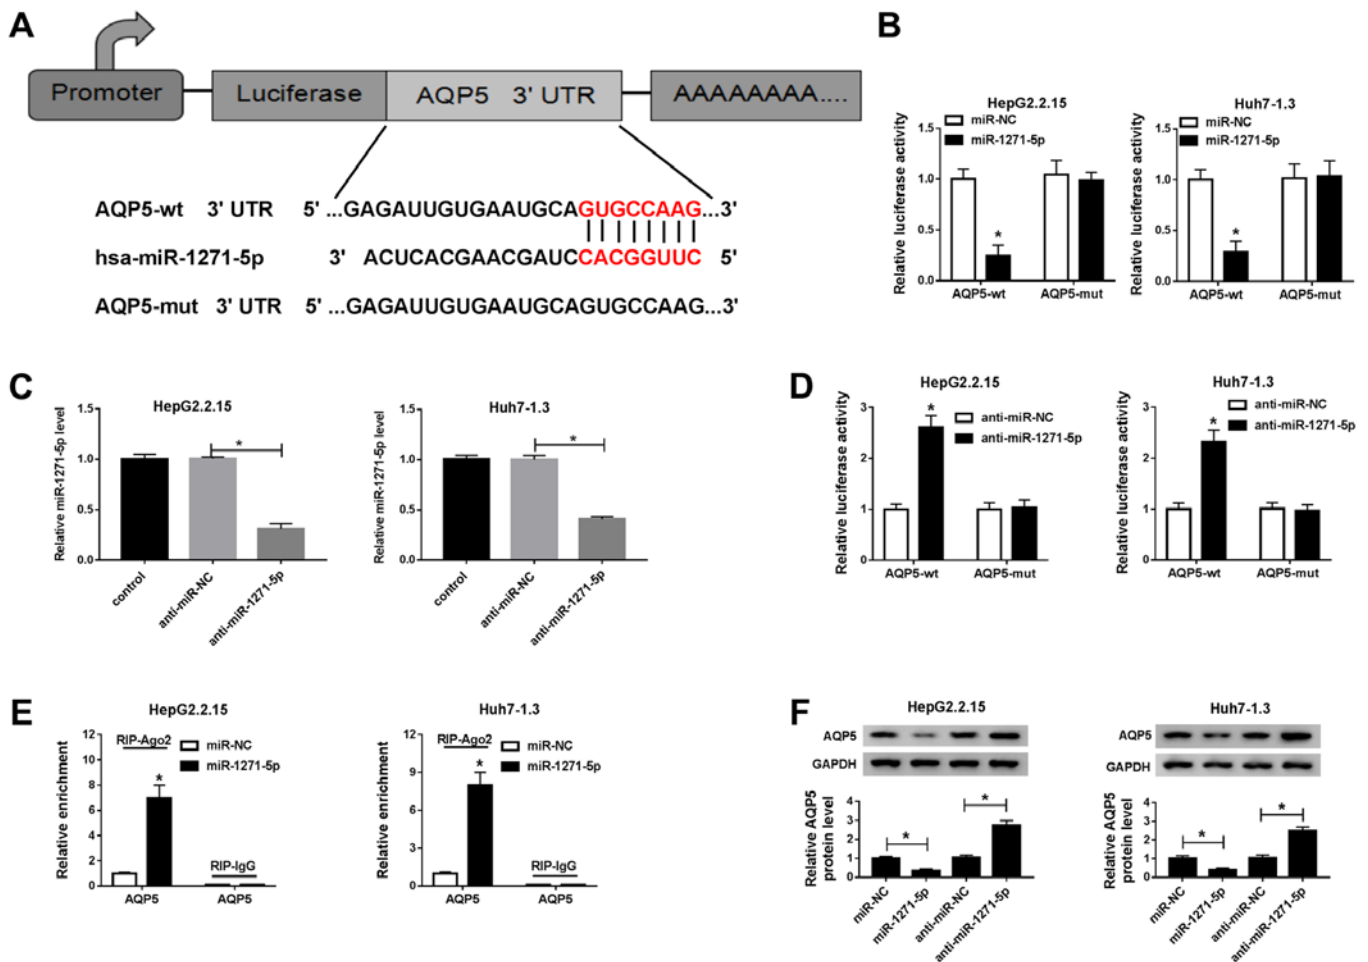 A
Promoter
Luciferase
AQP5 3' UTR
AAAAAAAA....
AQP5-wt 3' UTR 5' ...GAGAUUGUGAAUGCAGUGCCAAG...3'
hsa-miR-1271-5p 3' ACUCACGAACGAUCCACGGUUC 5'
AQP5-mut 3' UTR 5' ...GAGAUUGUGAAUGCAGUGCCAAG...3'
B
HepG2.2.15
miR-NC
miR-1271-5p
Relative luciferase activity
1.5
1.0
0.5
0.0
AQP5-wt
AQP5-mut
*
Huh7-1.3
miR-NC
miR-1271-5p
Relative luciferase activity
1.5
1.0
0.5
0.0
AQP5-wt
AQP5-mut
*
C
HepG2.2.15
Relative miR-1271-5p level
1.5
1.0
0.5
0.0
*
control
anti-miR-NC
anti-miR-1271-5p
Huh7-1.3
Relative miR-1271-5p level
1.5
1.0
0.5
0.0
*
control
anti-miR-NC
anti-miR-1271-5p
D
HepG2.2.15
anti-miR-NC
anti-miR-1271-5p
Relative luciferase activity
3
2
1
0
*
AQP5-wt
AQP5-mut
Huh7-1.3
anti-miR-NC
anti-miR-1271-5p
Relative luciferase activity
3
2
1
0
*
AQP5-wt
AQP5-mut
E
HepG2.2.15
RIP-Ago2
miR-NC
miR-1271-5p
Relative enrichment
12
10
8
6
4
2
0
*
RIP-IgG
AQP5
AQP5
Huh7-1.3
RIP-Ago2
miR-NC
miR-1271-5p
Relative enrichment
12
9
6
3
0
*
RIP-IgG
AQP5
AQP5
F
HepG2.2.15
AQP5
GAPDH
Relative AQP5
protein level
4
3
2
1
0
*
*
miR-NC
miR-1271-5p
anti-miR-NC
anti-miR-1271-5p
Huh7-1.3
AQP5
GAPDH
Relative AQP5
protein level
4
3
2
1
0
*
*
miR-NC
miR-1271-5p
anti-miR-NC
anti-miR-1271-5p